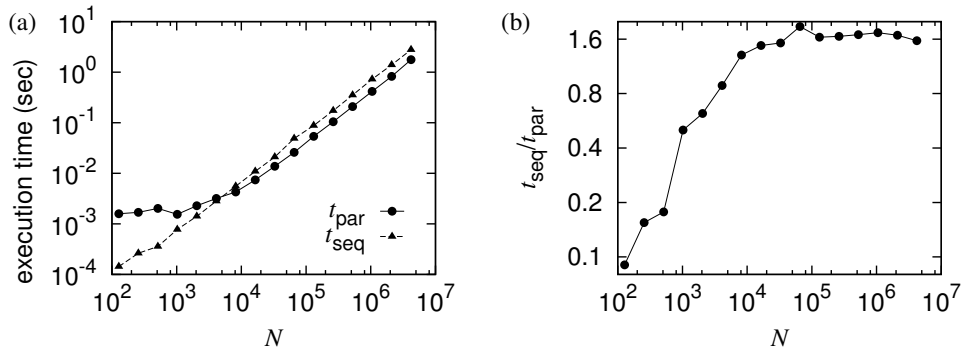 (a)
execution time (sec)
10^1
10^0
10^-1
10^-2
10^-3
10^-4
t_par
t_seq
10^2 10^3 10^4 10^5 10^6 10^7
N
(b)
t_seq/t_par
1.6
0.8
0.4
0.2
0.1
10^2 10^3 10^4 10^5 10^6 10^7
N